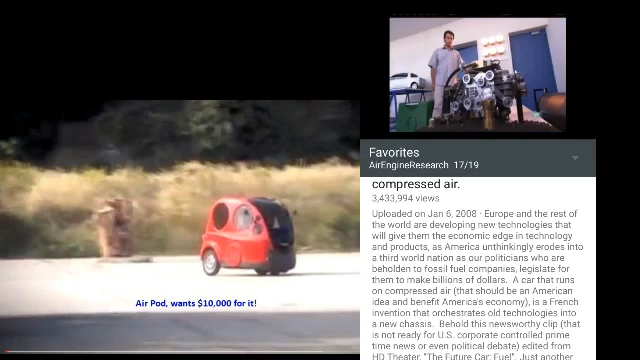 Air Pod, wants $10,000 for it!
Favorites
AirEngineResearch 17/19
compressed air.
3,433,994 views
Uploaded on Jan 6, 2008 · Europe and the rest of
the world are developing new technologies that
will give them the economic edge in technology
and products, as America unthinkingly erodes into
a third world nation as our politicians who are
beholden to fossil fuel companies, legislate for
them to make billions of dollars. A car that runs
on compressed air (that should be an American
idea and benefit America's economy), is a French
invention that orchestrates old technologies into
a new chassis. Behold this newsworthy clip (that
is not ready for U.S. corporate controlled prime
time news or even political debate) edited from
HD Theater, "The Future Car: Fuel". Just another